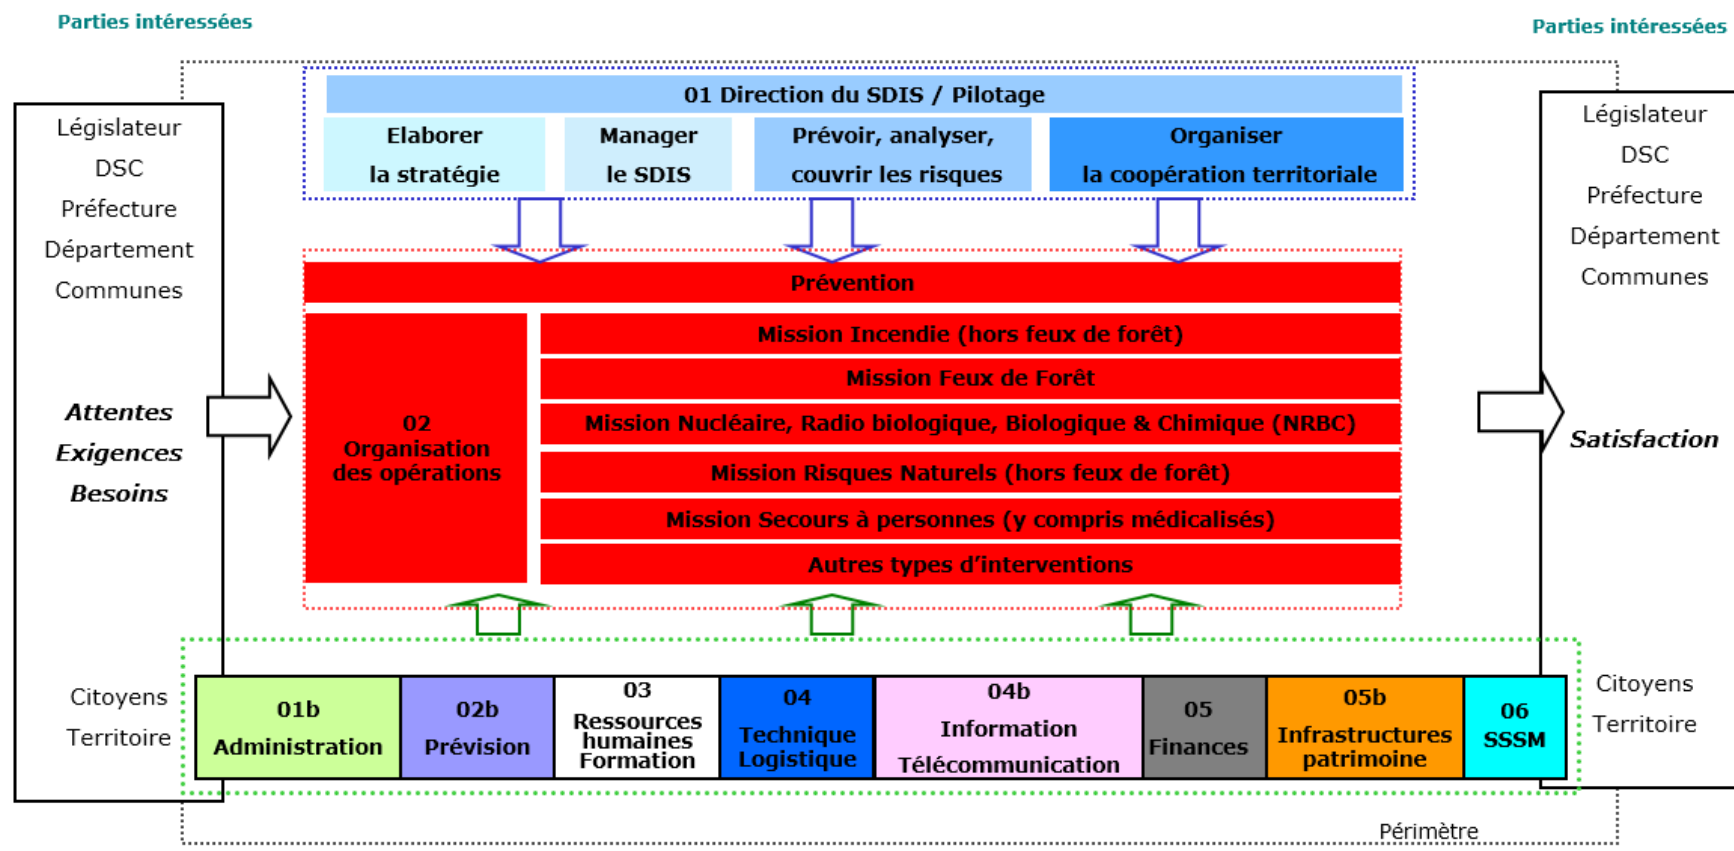 Parties intéressées
Parties intéressées
Législateur
DSC
Préfecture
Département
Communes
Attentes
Exigences
Besoins
Citoyens
Territoire
01 Direction du SDIS / Pilotage
Elaborer
la stratégie
Manager
le SDIS
Prévoir, analyser,
couvrir les risques
Organiser
la coopération territoriale
Prévention
02
Organisation
des opérations
Mission Incendie (hors feux de forêt)
Mission Feux de Forêt
Mission Nucléaire, Radio biologique, Biologique & Chimique (NRBC)
Mission Risques Naturels (hors feux de forêt)
Mission Secours à personnes (y compris médicalisés)
Autres types d’interventions
01b
Administration
02b
Prévision
03
Ressources
humaines
Formation
04
Technique
Logistique
04b
Information
Télécommunication
05
Finances
05b
Infrastructures
patrimoine
06
SSSM
Législateur
DSC
Préfecture
Département
Communes
Satisfaction
Citoyens
Territoire
Périmètre